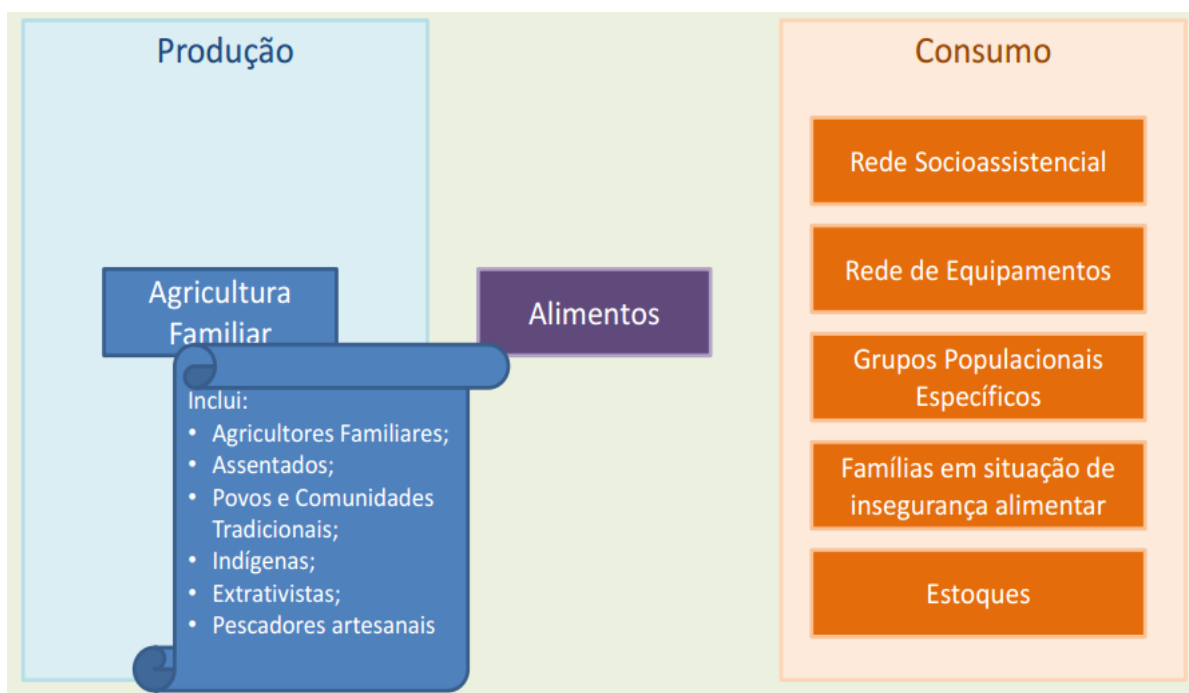 Produção
Agricultura
Familiar
Inclui:
• Agricultores Familiares;
• Assentados;
• Povos e Comunidades
Tradicionais;
• Indígenas;
• Extrativistas;
• Pescadores artesanais
Alimentos
Consumo
Rede Socioassistencial
Rede de Equipamentos
Grupos Populacionais
Específicos
Famílias em situação de
insegurança alimentar
Estoques